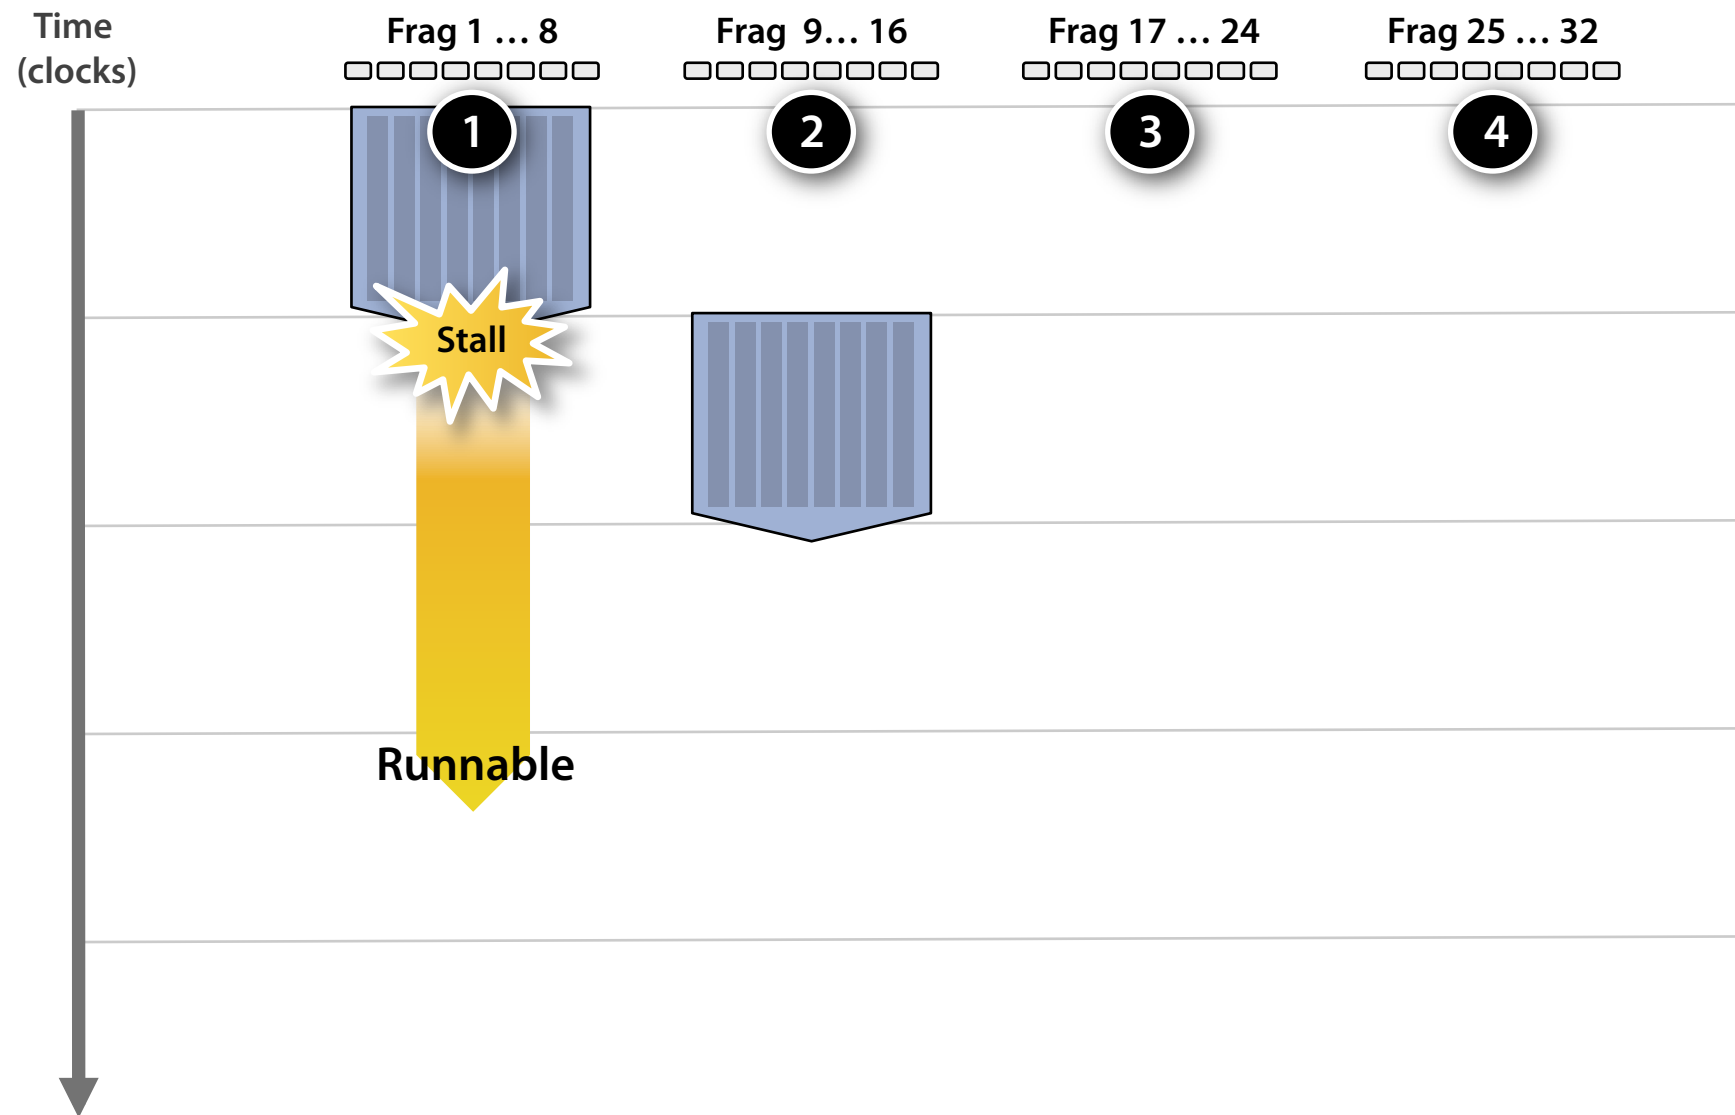 Time
(clocks)
Frag 1 … 8
Frag  9… 16
Frag 17 … 24
Frag 25 … 32
1
2
3
4
Stall
Runnable